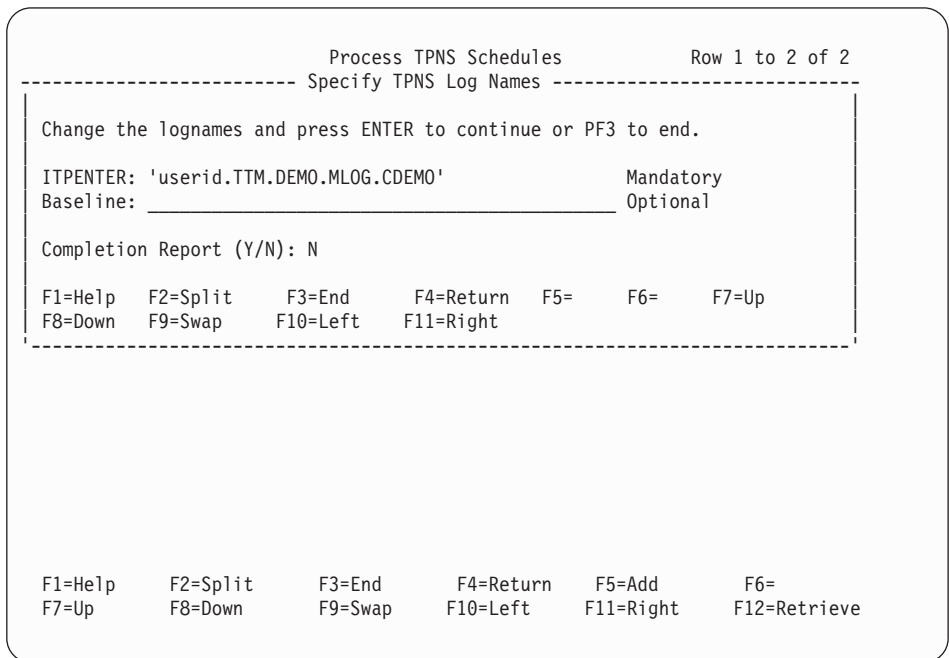 Process TPNS Schedules Row 1 to 2 of 2
-------------------------- Specify TPNS Log Names -----------------------------
Change the lognames and press ENTER to continue or PF3 to end.
ITPENTER: 'userid.TTM.DEMO.MLOG.CDEMO' Mandatory
Baseline: ____________________________________________ Optional
Completion Report (Y/N): N
F1=Help F2=Split F3=End F4=Return F5= F6= F7=Up
F8=Down F9=Swap F10=Left F11=Right
'-----------------------------------------------------------------------------'
F1=Help F2=Split F3=End F4=Return F5=Add F6=
F7=Up F8=Down F9=Swap F10=Left F11=Right F12=Retrieve